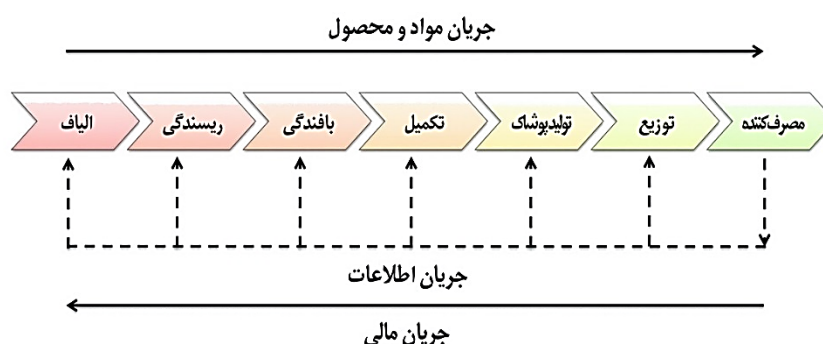 جریان مواد و محصول
الیاف
ریسندگی
بافندگی
تکمیل
تولیدپوشاک
توزیع
مصرف‌کننده
جریان اطلاعات
جریان مالی